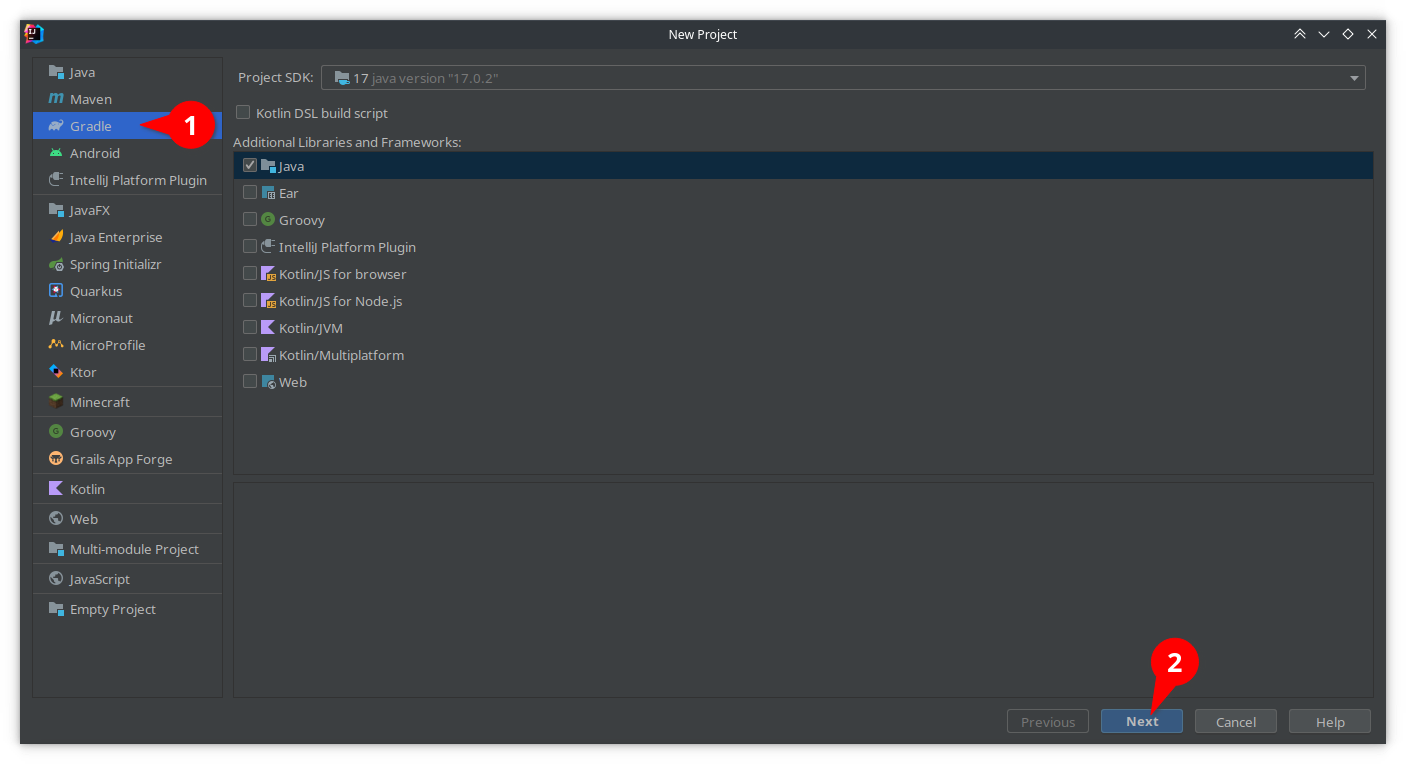 New Project
Java
Maven
Gradle
1
Android
IntelliJ Platform Plugin
JavaFX
Java Enterprise
Spring Initializr
Quarkus
Micronaut
MicroProfile
Ktor
Minecraft
Groovy
Grails App Forge
Kotlin
Web
Multi-module Project
JavaScript
Empty Project
Project SDK: 17 java version "17.0.2"
Kotlin DSL build script
Additional Libraries and Frameworks:
Java
Ear
Groovy
IntelliJ Platform Plugin
Kotlin/JS for browser
Kotlin/JS for Node.js
Kotlin/JVM
Kotlin/Multiplatform
Web
2
Previous Next Cancel Help